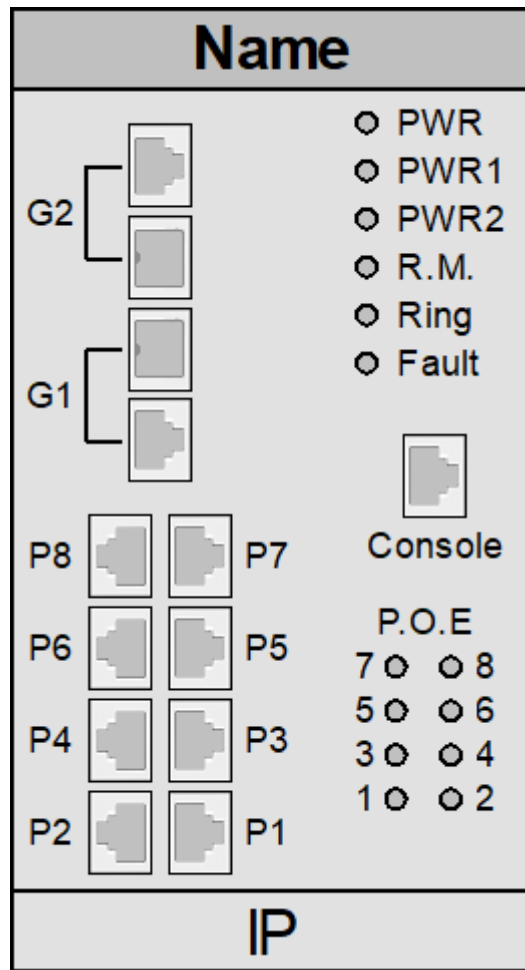 Name
PWR
PWR1
G2
PWR2
R.M.
Ring
G1
Fault
Console
P8 P7
P.O.E
P6 P5
7 8
5 6
P4 P3
3 4
1 2
P2 P1
IP